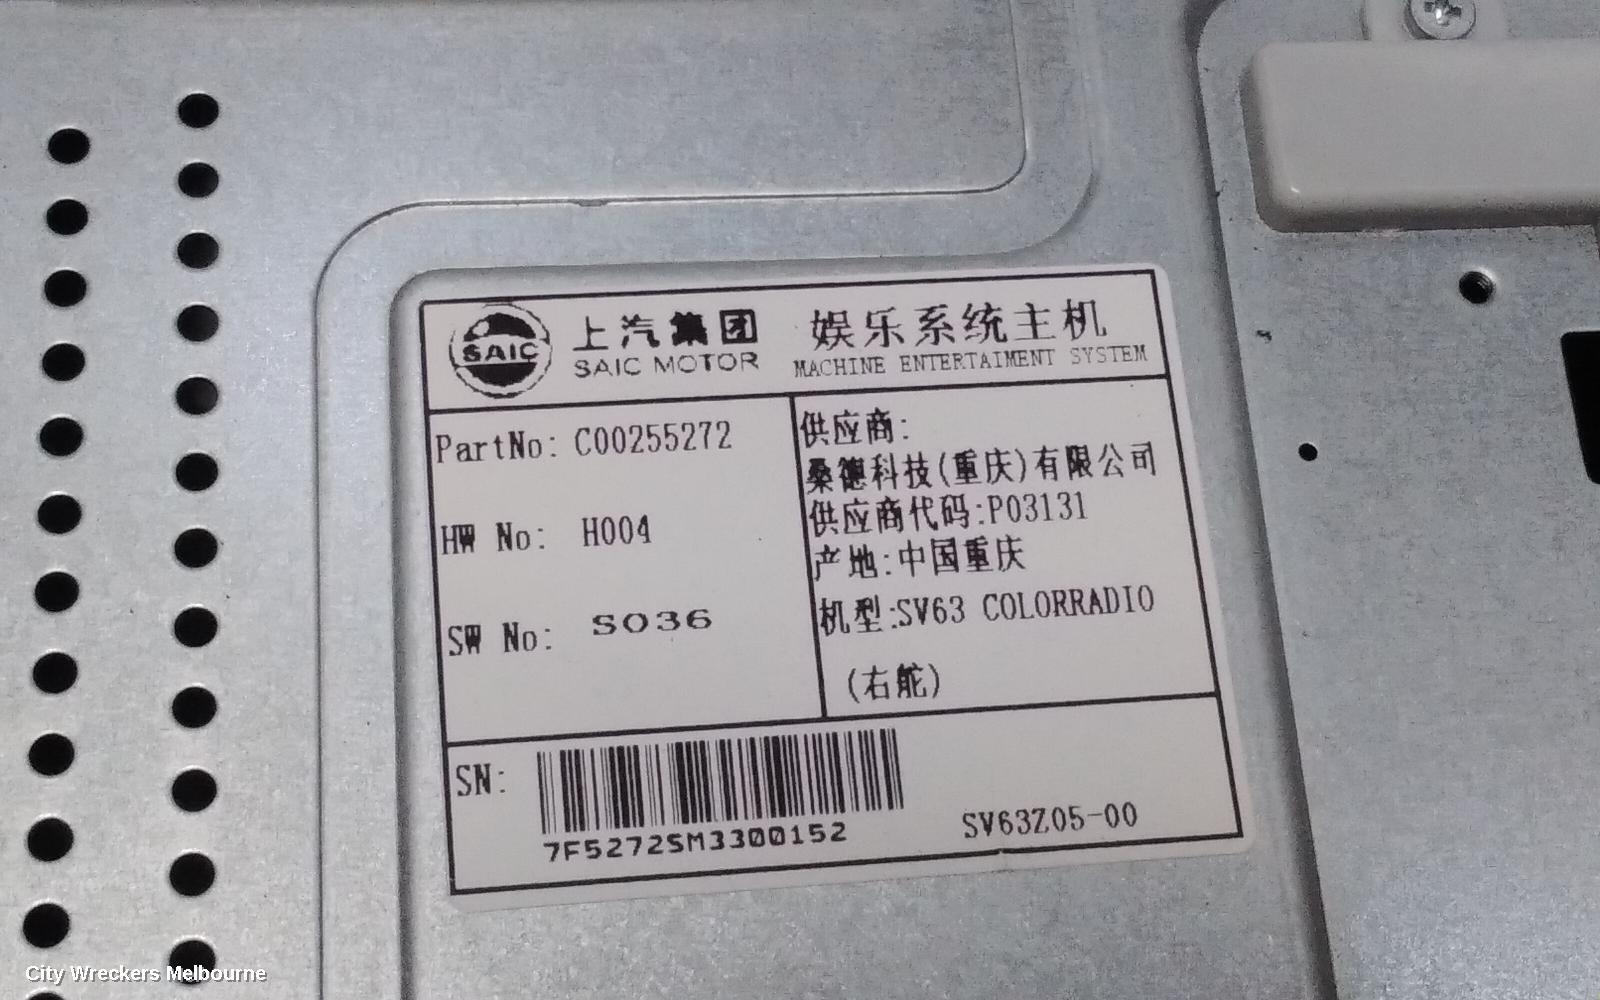 SAIC
上汽集团
SAIC MOTOR
娱乐系统主机
MACHINE ENTERTAIMENT SYSTEM
PartNo: C00255272
HW No: H004
SW No: S036
供应商:
桑德科技(重庆)有限公司
供应商代码:P03131
产地:中国重庆
机型:SV63 COLORRADIO
(右舵)
SN:
7F5272SM3300152
SV63Z05-00
City Wreckers Melbourne